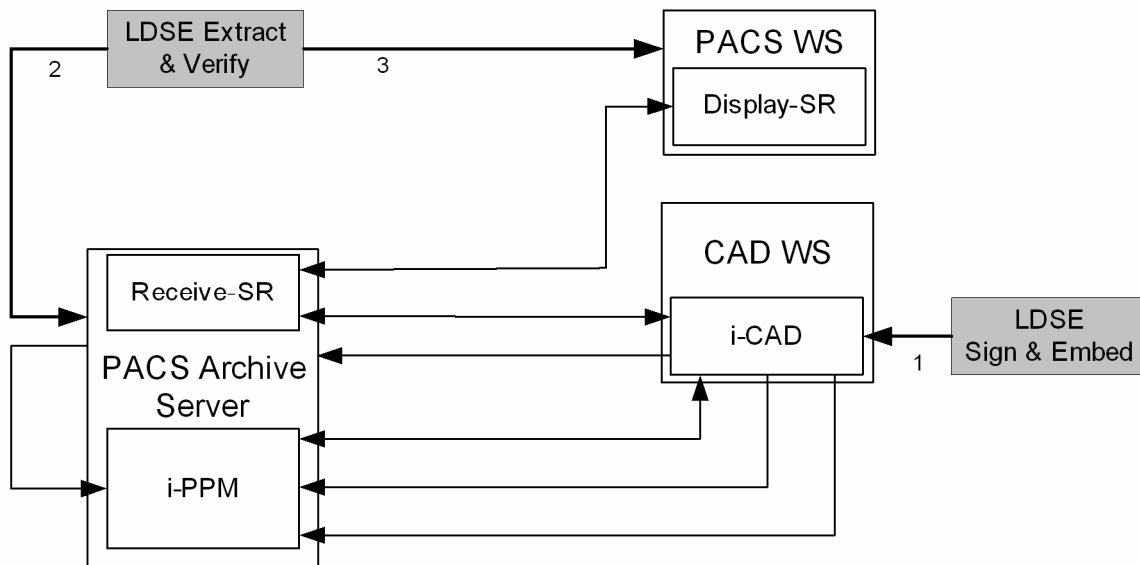 LDSE Extract
& Verify
2
3
PACS WS
Display-SR
CAD WS
i-CAD
LDSE
Sign & Embed
1
Receive-SR
PACS Archive
Server
i-PPM